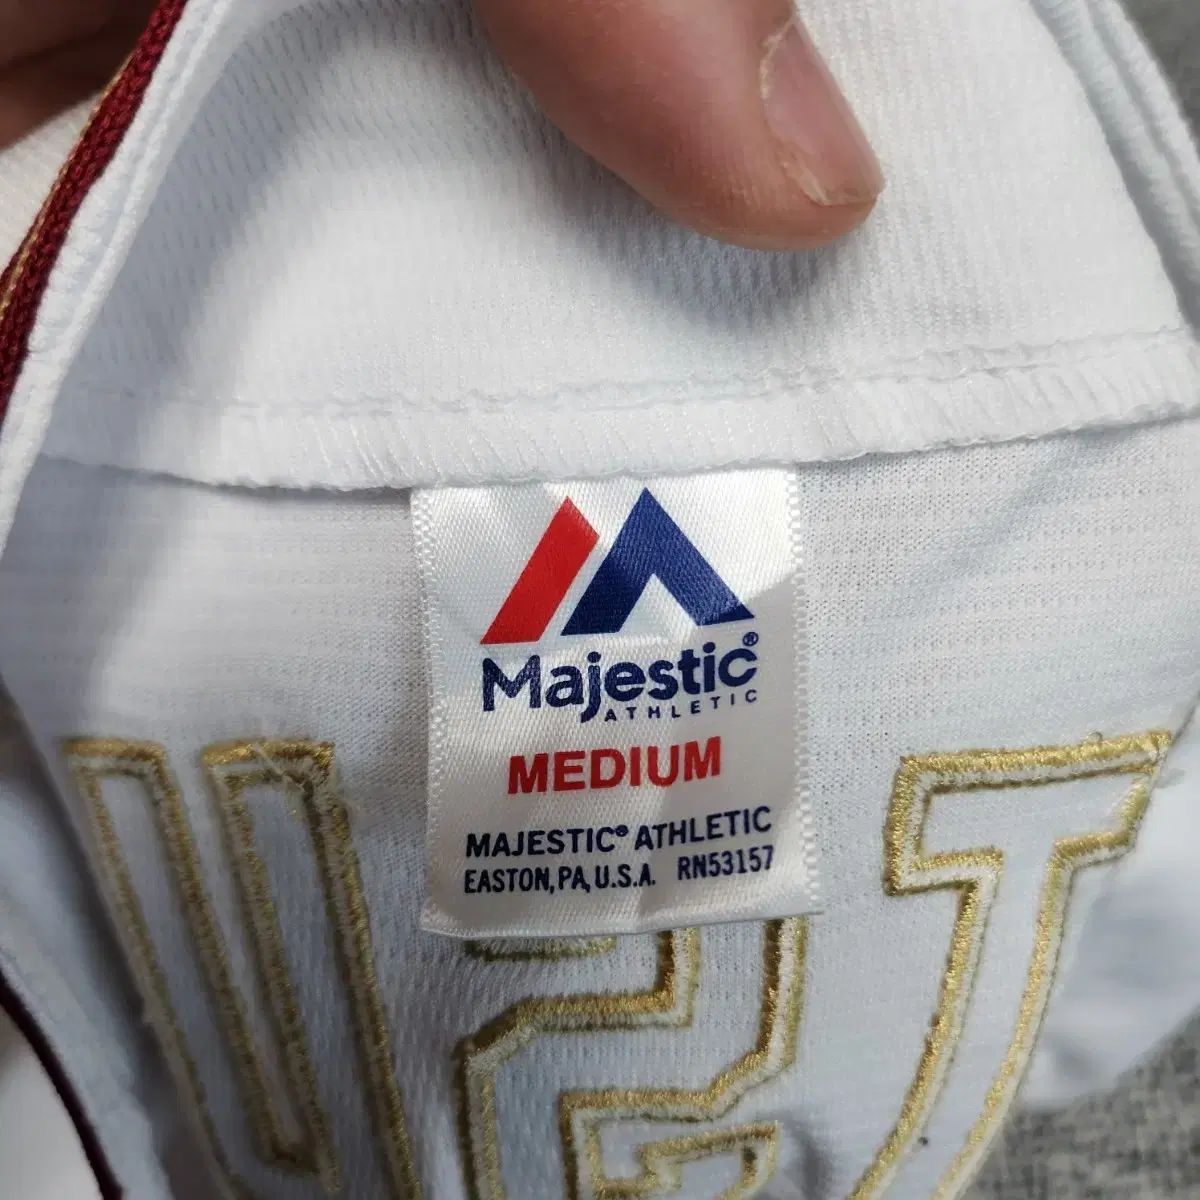 Majestic®
ATHLETIC
MEDIUM
MAJESTIC® ATHLETIC
EASTON, PA, U.S.A. RN53157